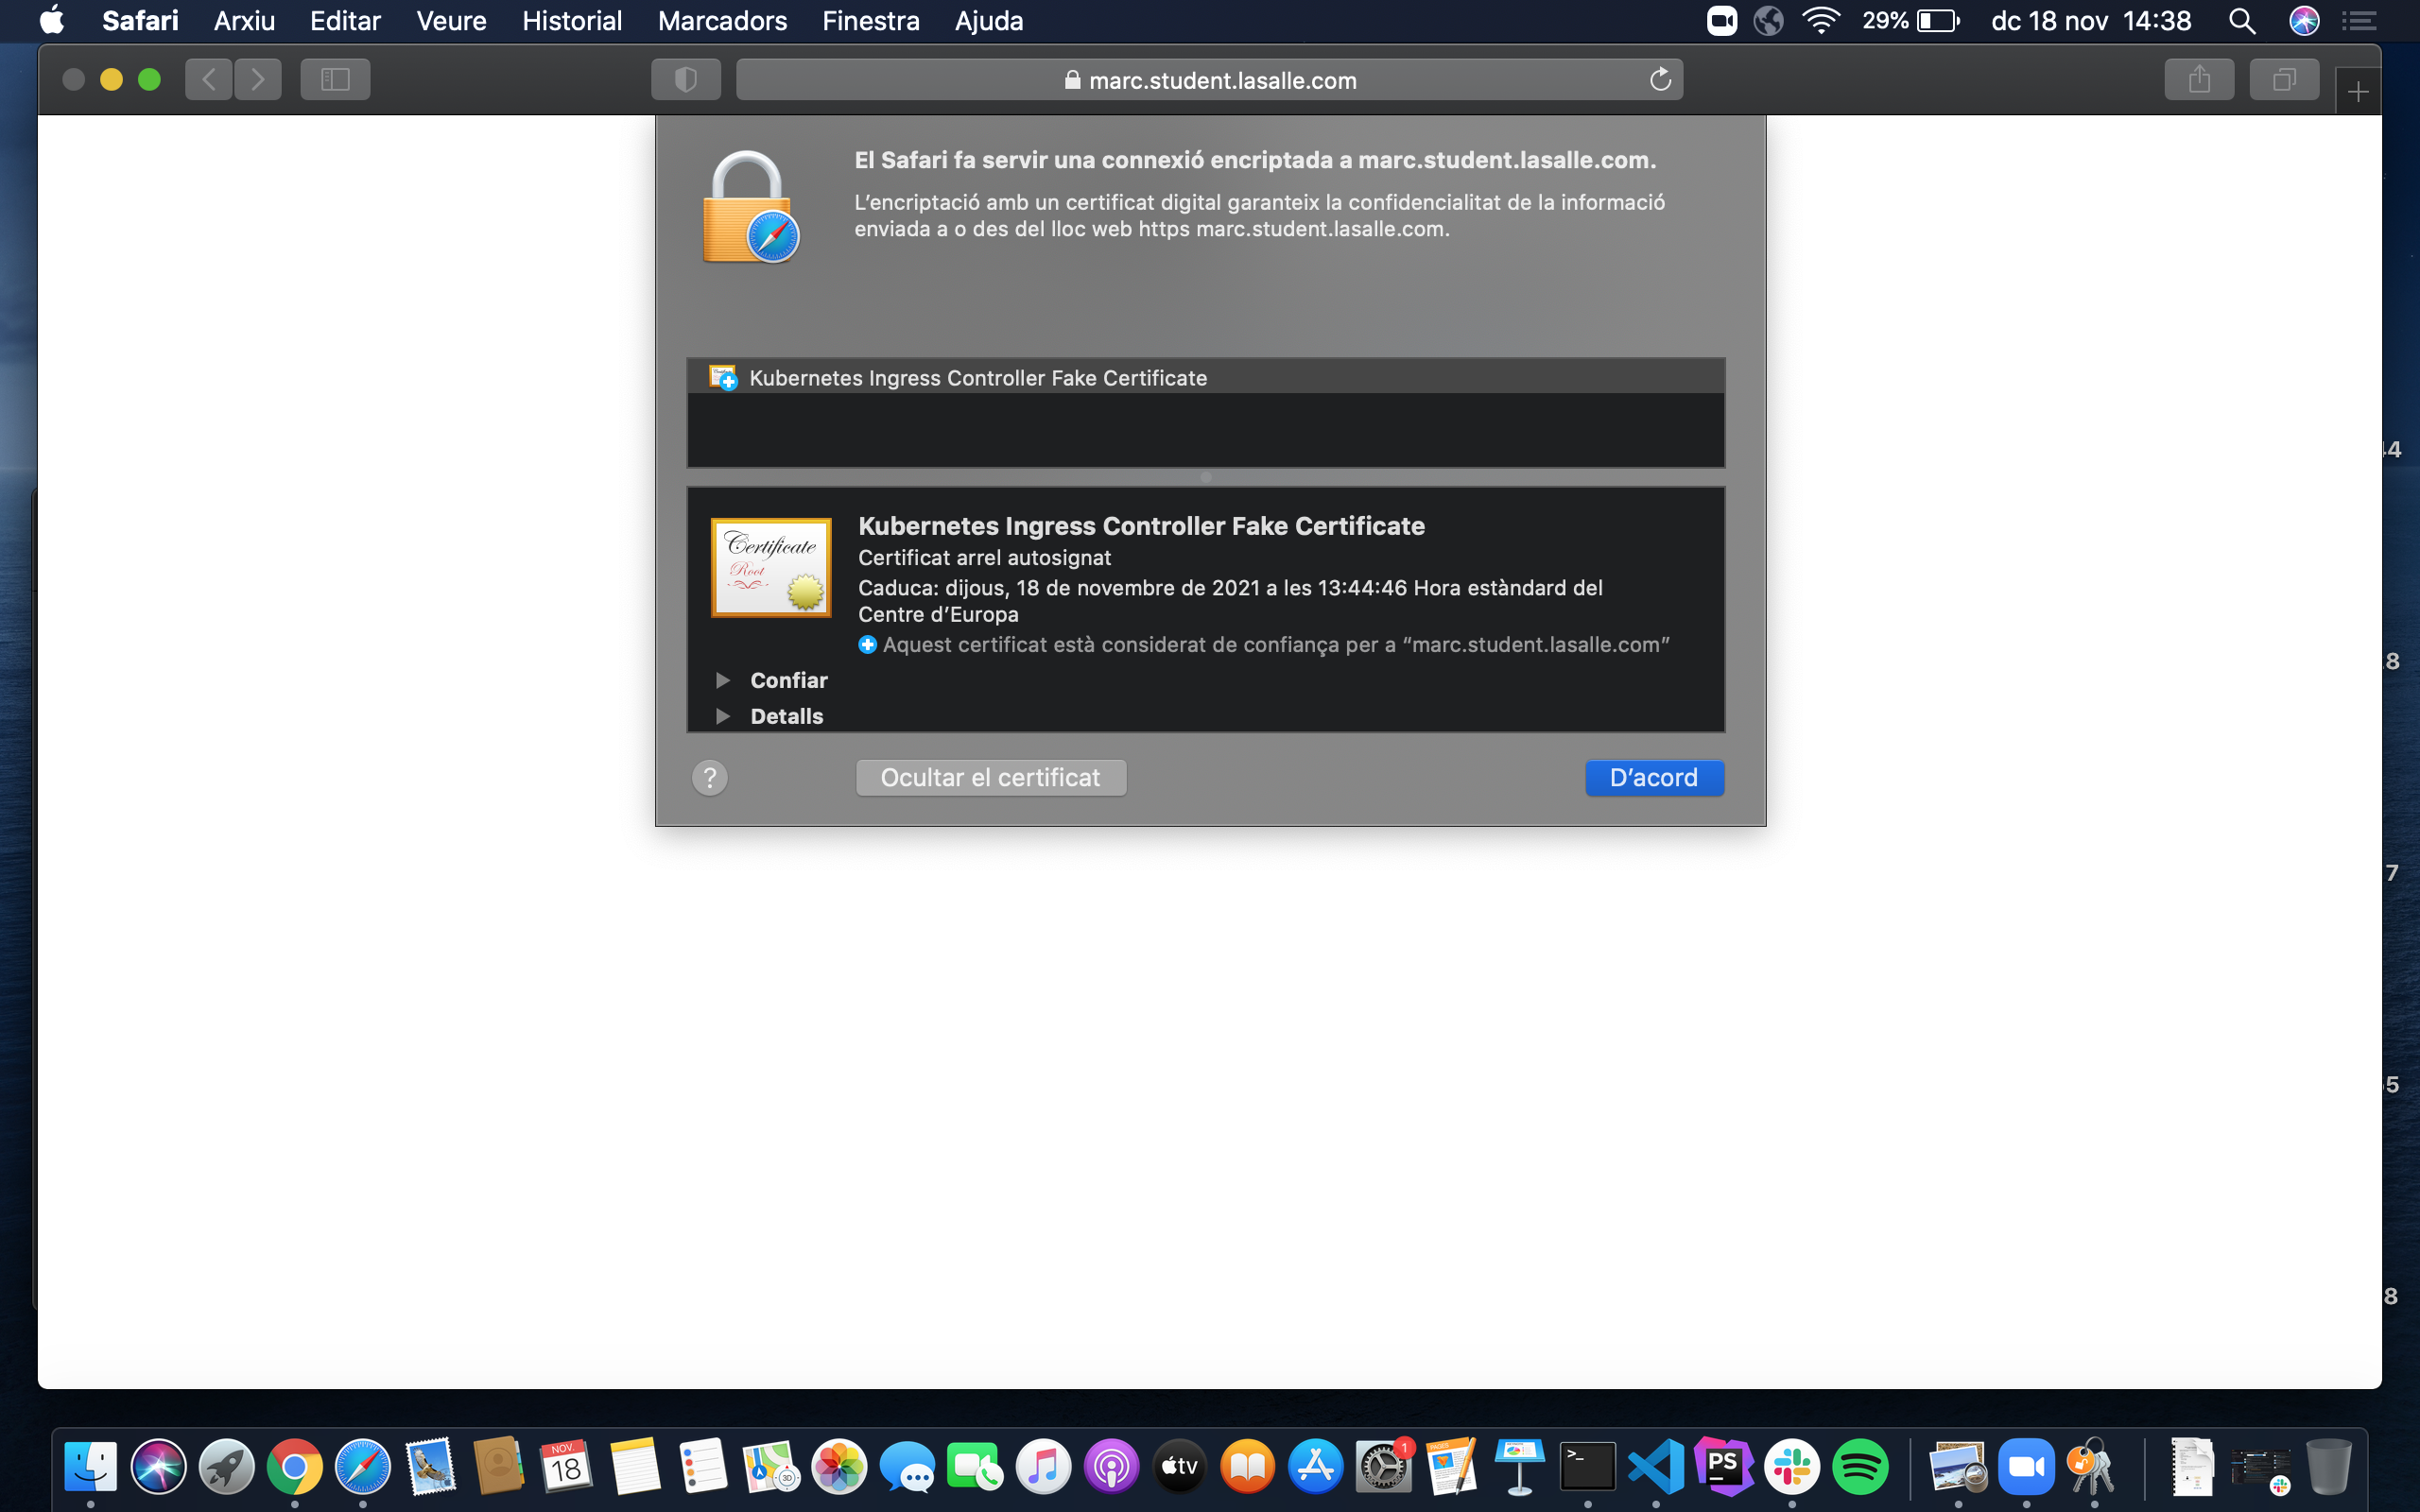 Safari Arxiu Editar Veure Historial Marcadors Finestra Ajuda 29% dc 18 nov 14:38
marc.student.lasalle.com
El Safari fa servir una connexió encriptada a marc.student.lasalle.com.
L’encriptació amb un certificat digital garanteix la confidencialitat de la informació
enviada a o des del lloc web https marc.student.lasalle.com.
Kubernetes Ingress Controller Fake Certificate
Certificate
Root
Kubernetes Ingress Controller Fake Certificate
Certificat arrel autosignat
Caduca: dijous, 18 de novembre de 2021 a les 13:44:46 Hora estàndard del
Centre d’Europa
Aquest certificat està considerat de confiança per a “marc.student.lasalle.com”
Confiar
Detalls
? Ocultar el certificat D’acord
44
8
7
5
8
NOV.
18
3D
tv
1
PAGES
>_
PS